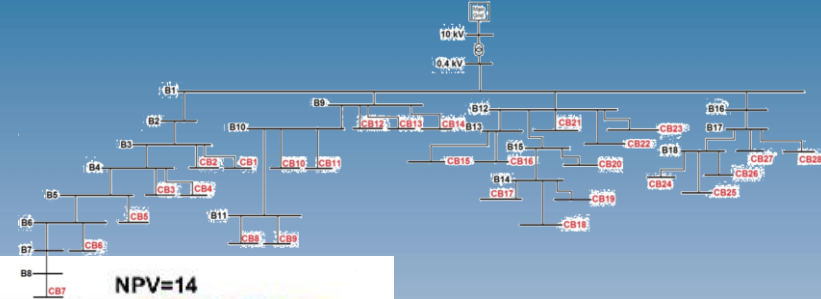 10 kV
0,4 kV
B1
B9
B12
B16
B2
B10
CB12 CB13 CB14
B13
CB21
CB23
B17
B3
CB22
B15
B18
CB27 CB28
CB2 CB1
CB10 CB11
CB15 CB16
CB20
B4
CB3 CB4
B14
CB26
CB24
CB25
B5
CB17
CB19
CB5
B11
CB18
B6
CB8 CB9
CB6
B7
B8
CB7
NPV=14